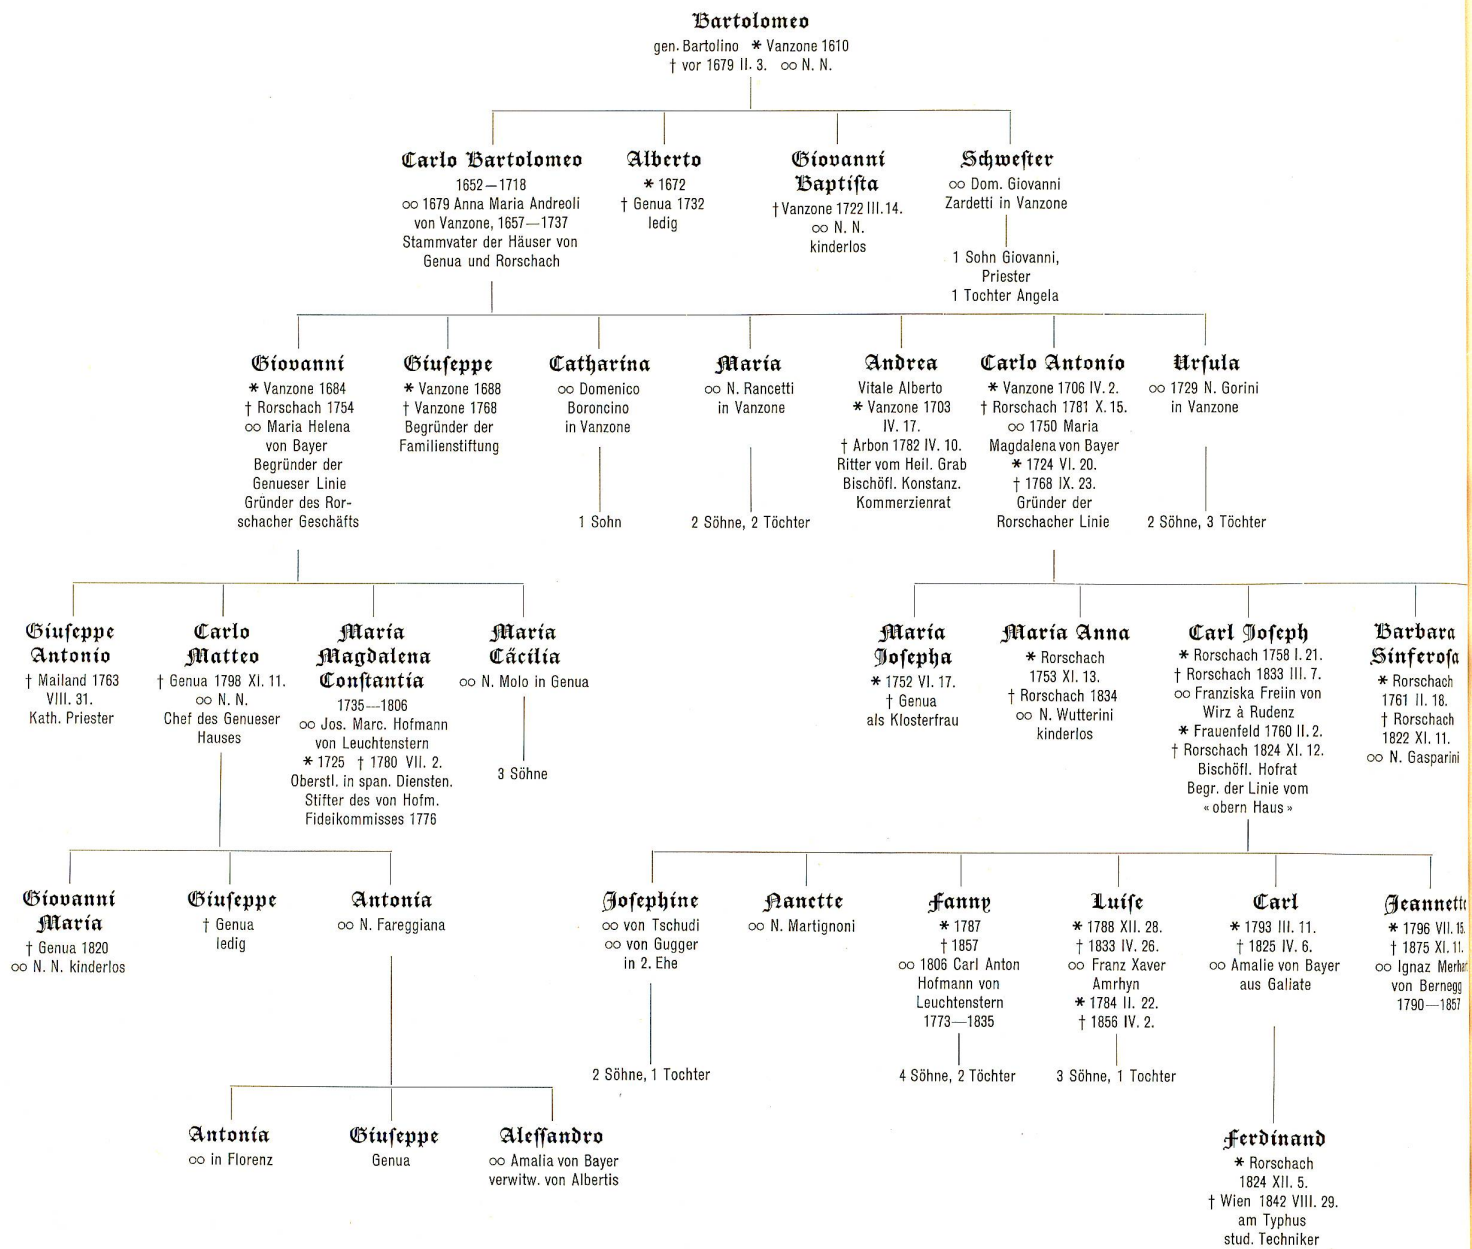 Bartolomeo
gen. Bartolino * Vanzone 1610
† vor 1679 II. 3. ∞ N. N.
Carlo Bartolomeo
1652—1718
∞ 1679 Anna Maria Andreoli
von Vanzone, 1657—1737
Stammvater der Häuser von
Genua und Rorschach
Alberto
* 1672
† Genua 1732
ledig
Giovanni
Baptiſta
† Vanzone 1722 III. 14.
∞ N. N.
kinderlos
Schweſter
∞ Dom. Giovanni
Zardetti in Vanzone
1 Sohn Giovanni,
Priester
1 Tochter Angela
Giovanni
* Vanzone 1684
† Rorschach 1754
∞ Maria Helena
von Bayer
Begründer der
Genueser Linie
Gründer des Ror-
schacher Geschäfts
Giuſeppe
* Vanzone 1688
† Vanzone 1768
Begründer der
Familienstiftung
Catharina
∞ Domenico
Boroncino
in Vanzone
1 Sohn
Maria
∞ N. Rancetti
in Vanzone
2 Söhne, 2 Töchter
Andrea
Vitale Alberto
* Vanzone 1703
IV. 17.
† Arbon 1782 IV. 10.
Ritter vom Heil. Grab
Bischöfl. Konstanz.
Kommerzienrat
Carlo Antonio
* Vanzone 1706 IV. 2.
† Rorschach 1781 X. 15.
∞ 1750 Maria
Magdalena von Bayer
* 1724 VI. 20.
† 1768 IX. 23.
Gründer der
Rorschacher Linie
Urſula
∞ 1729 N. Gorini
in Vanzone
2 Söhne, 3 Töchter
Giuſeppe
Antonio
† Mailand 1763
VIII. 31.
Kath. Priester
Carlo
Matteo
† Genua 1798 XI. 11.
∞ N. N.
Chef des Genueser
Hauses
Maria
Magdalena
Conſtantia
1735—1806
∞ Jos. Marc. Hofmann
von Leuchtenstern
* 1725 † 1780 VII. 2.
Oberstl. in span. Diensten.
Stifter des von Hofm.
Fideikommisses 1776
Maria
Cäcilia
∞ N. Molo in Genua
3 Söhne
Maria
Joſepha
* 1752 VI. 17.
† Genua
als Klosterfrau
Maria Anna
* Rorschach
1753 XI. 13.
† Rorschach 1834
∞ N. Wutterini
kinderlos
Carl Joſeph
* Rorschach 1758 I. 21.
† Rorschach 1833 III. 7.
∞ Franziska Freiin von
Wirz à Rudenz
* Frauenfeld 1760 II. 2.
† Rorschach 1824 XI. 12.
Bischöfl. Hofrat
Begr. der Linie vom
« obern Haus »
Barbara
Sinferoſa
* Rorschach
1761 II. 18.
† Rorschach
1822 XI. 11.
∞ N. Gasparini
Giovanni
Maria
† Genua 1820
∞ N. N. kinderlos
Giuſeppe
† Genua
ledig
Antonia
∞ N. Fareggiana
Joſephine
∞ von Tschudi
∞ von Gugger
in 2. Ehe
2 Söhne, 1 Tochter
Nanette
∞ N. Martignoni
Fanny
* 1787
† 1857
∞ 1806 Carl Anton
Hofmann von
Leuchtenstern
1773—1835
4 Söhne, 2 Töchter
Luiſe
* 1788 XII. 28.
† 1833 IV. 26.
∞ Franz Xaver
Amrhyn
* 1784 II. 22.
† 1856 IV. 2.
3 Söhne, 1 Tochter
Carl
* 1793 III. 11.
† 1825 IV. 6.
∞ Amalie von Bayer
aus Galiate
Jeannette
* 1796 VII. 15.
† 1875 XI. 11.
∞ Ignaz
von Bernegg
1790—1857
Antonia
∞ in Florenz
Giuſeppe
Genua
Aleſſandro
∞ Amalia von Bayer
verwitw. von Albertis
Ferdinand
* Rorschach
1824 XII. 5.
† Wien 1842 VIII. 29.
am Typhus
stud. Techniker